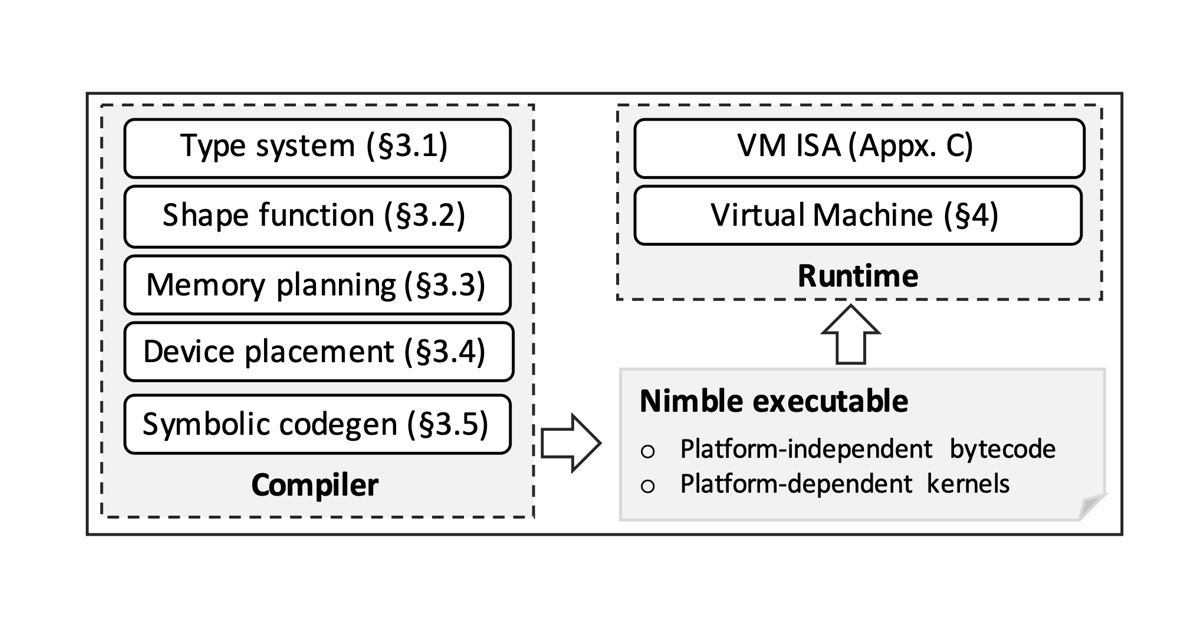 Type system (§3.1)
Shape function (§3.2)
Memory planning (§3.3)
Device placement (§3.4)
Symbolic codegen (§3.5)
Compiler
VM ISA (Appx. C)
Virtual Machine (§4)
Runtime
Nimble executable
Platform-independent bytecode
Platform-dependent kernels